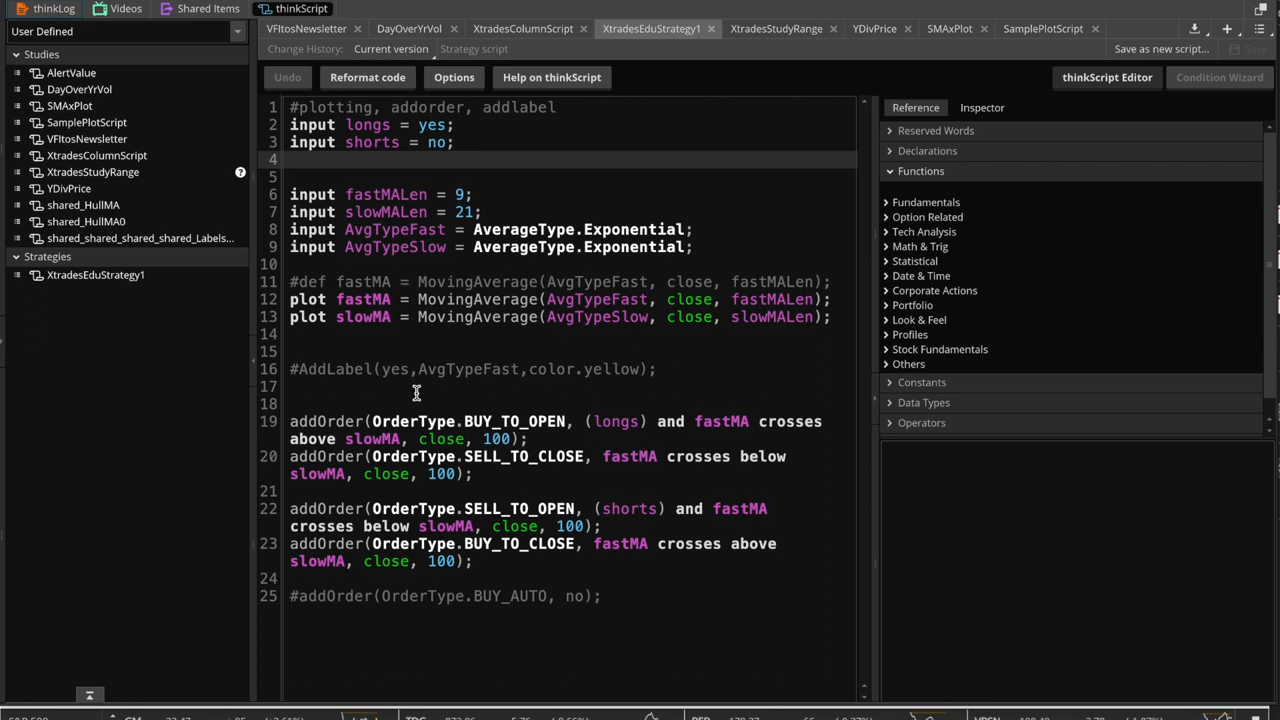 thinkLog Videos Shared Items thinkScript
User Defined
VFItosNewsletter DayOverYrVol XtradesColumnScript XtradesEduStrategy1 XtradesStudyRange YDivPrice SMAxPlot SamplePlotScript
Change History: Current version Strategy script Save as new script... Save
Undo Reformat code Options Help on thinkScript thinkScript Editor Condition Wizard
Studies
AlertValue
DayOverYrVol
SMAxPlot
SamplePlotScript
VFItosNewsletter
XtradesColumnScript
XtradesStudyRange ?
YDivPrice
shared_HullMA
shared_HullMA0
shared_shared_shared_shared_Labels...
Strategies
XtradesEduStrategy1
1 #plotting, addorder, addlabel
2 input longs = yes;
3 input shorts = no;
4
5
6 input fastMALen = 9;
7 input slowMALen = 21;
8 input AvgTypeFast = AverageType.Exponential;
9 input AvgTypeSlow = AverageType.Exponential;
10
11 #def fastMA = MovingAverage(AvgTypeFast, close, fastMALen);
12 plot fastMA = MovingAverage(AvgTypeFast, close, fastMALen);
13 plot slowMA = MovingAverage(AvgTypeSlow, close, slowMALen);
14
15
16 #AddLabel(yes,AvgTypeFast,color.yellow);
17
18
19 addOrder(OrderType.BUY_TO_OPEN, (longs) and fastMA crosses
above slowMA, close, 100);
20 addOrder(OrderType.SELL_TO_CLOSE, fastMA crosses below
slowMA, close, 100);
21
22 addOrder(OrderType.SELL_TO_OPEN, (shorts) and fastMA
crosses below slowMA, close, 100);
23 addOrder(OrderType.BUY_TO_CLOSE, fastMA crosses above
slowMA, close, 100);
24
25 #addOrder(OrderType.BUY_AUTO, no);
Reference Inspector
Reserved Words
Declarations
Functions
Fundamentals
Option Related
Tech Analysis
Math & Trig
Statistical
Date & Time
Corporate Actions
Portfolio
Look & Feel
Profiles
Stock Fundamentals
Others
Constants
Data Types
Operators